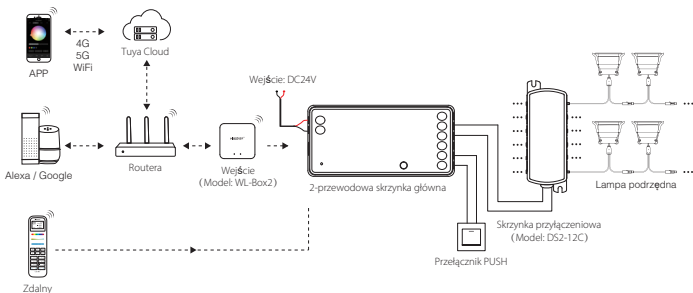 4G
5G
WiFi
APP
Tuya Cloud
Wejście: DC24V
Alexa / Google
Routera
Wejście
(Model: WL-Box2)
2-przewodowa skrzynka główna
Lampa podrzędna
Skrzynka przyłączeniowa
(Model: DS2-12C)
Przełącznik PUSH
Zdalny